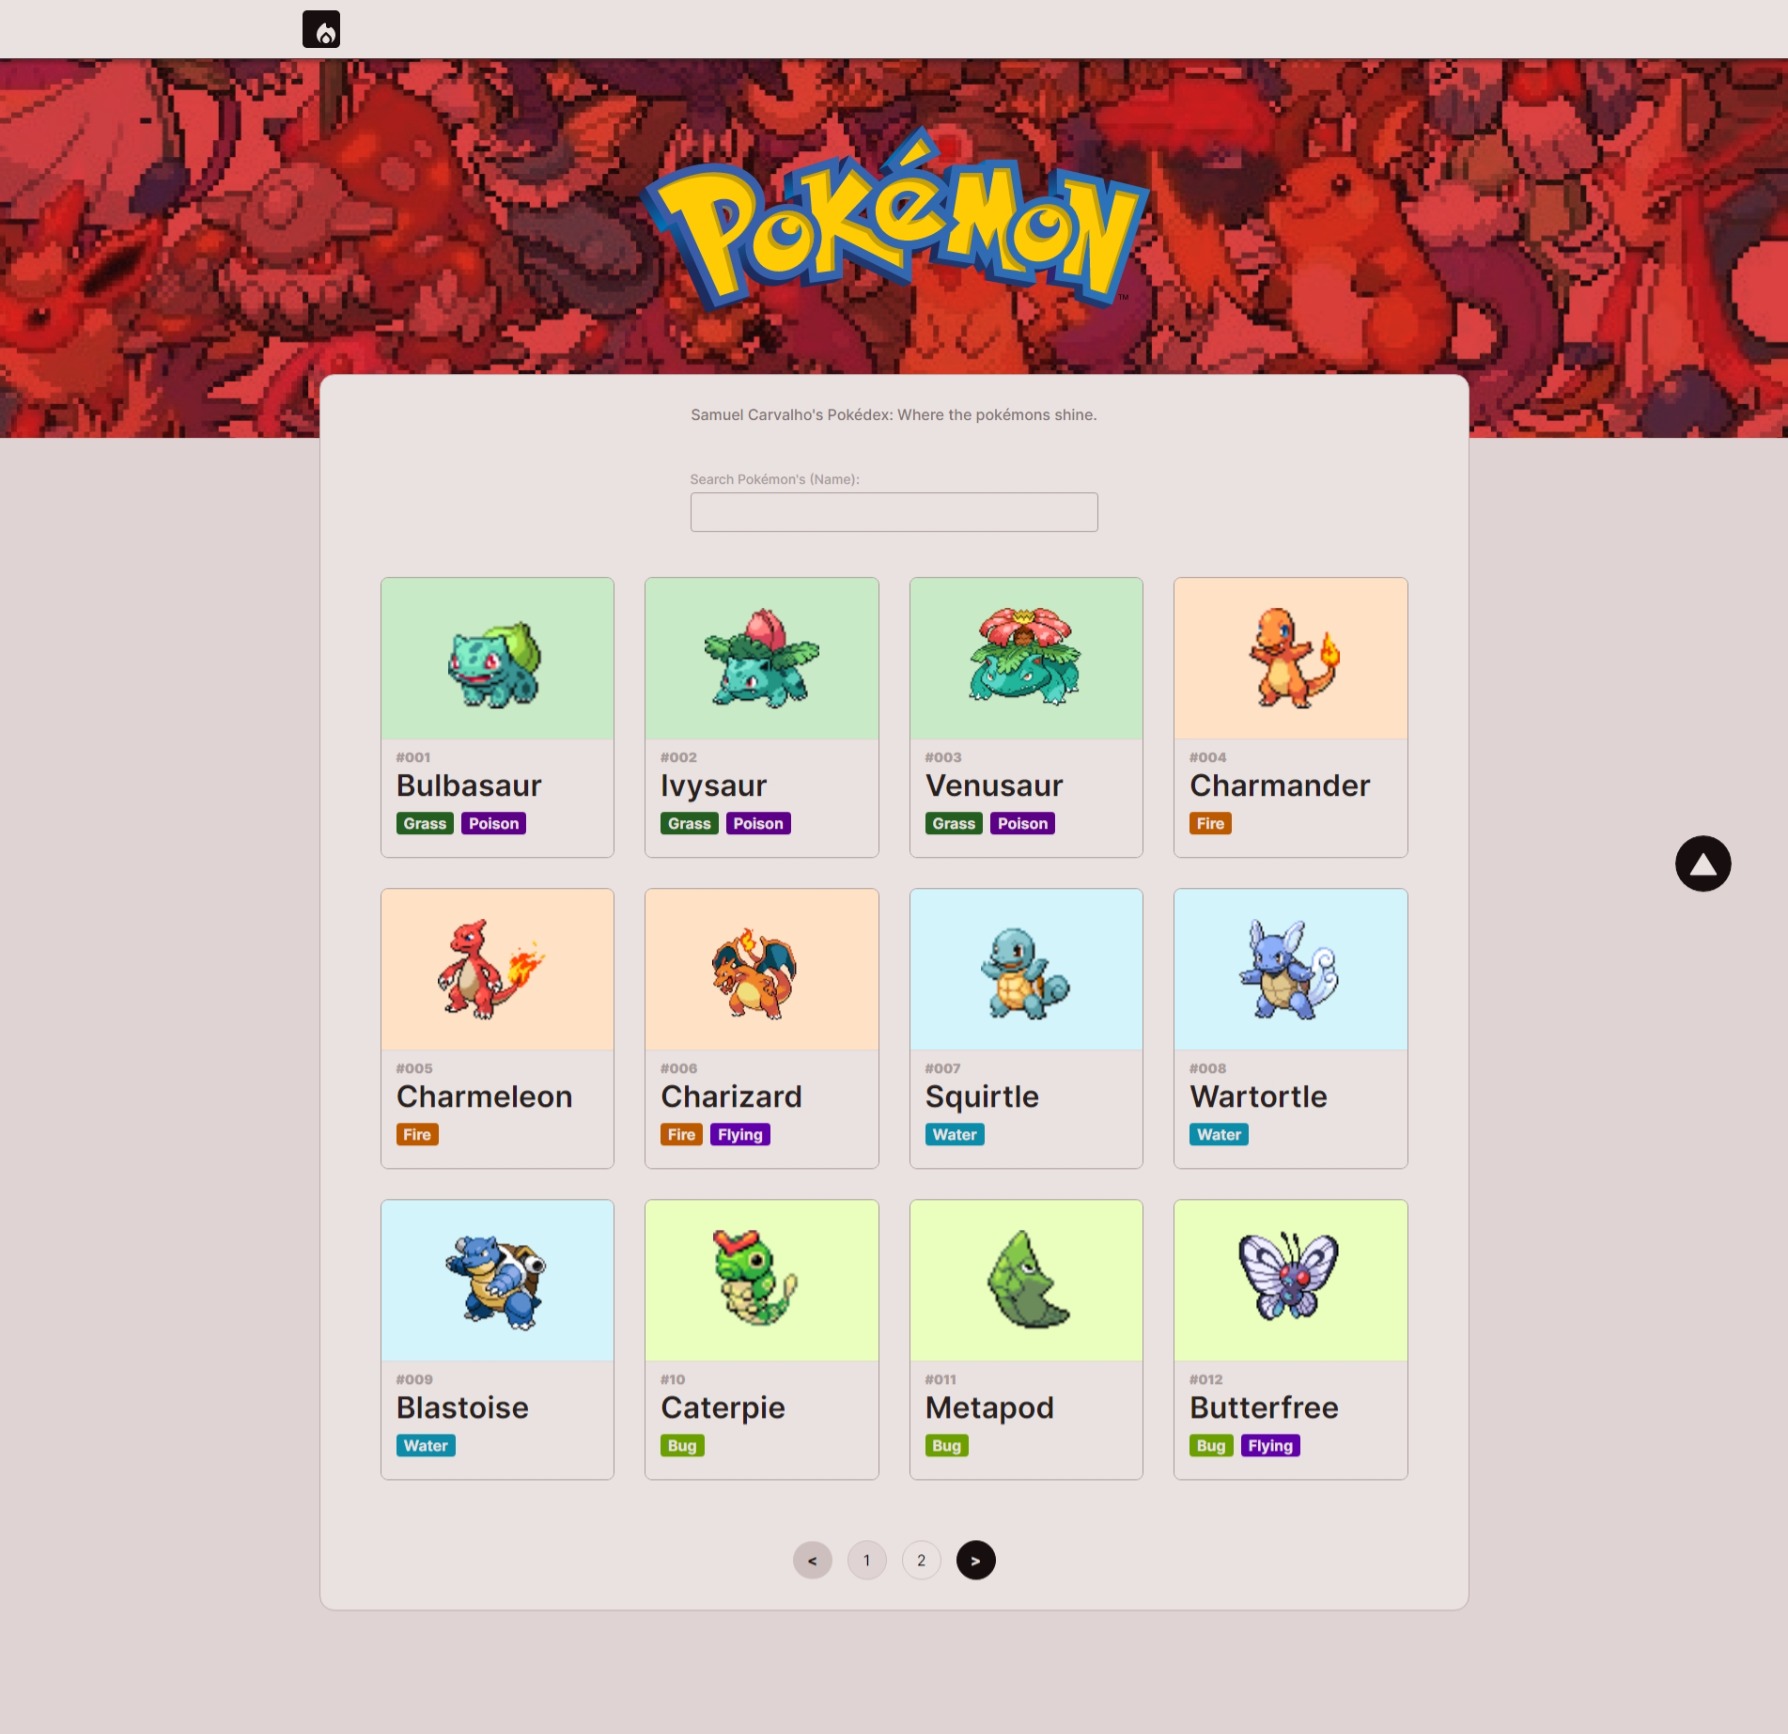 Pokémon
TM
Samuel Carvalho's Pokédex: Where the pokémons shine.
Search Pokémon's (Name):
#001
Bulbasaur
Grass Poison
#002
Ivysaur
Grass Poison
#003
Venusaur
Grass Poison
#004
Charmander
Fire
#005
Charmeleon
Fire
#006
Charizard
Fire Flying
#007
Squirtle
Water
#008
Wartortle
Water
#009
Blastoise
Water
#10
Caterpie
Bug
#011
Metapod
Bug
#012
Butterfree
Bug Flying
< 1 2 >